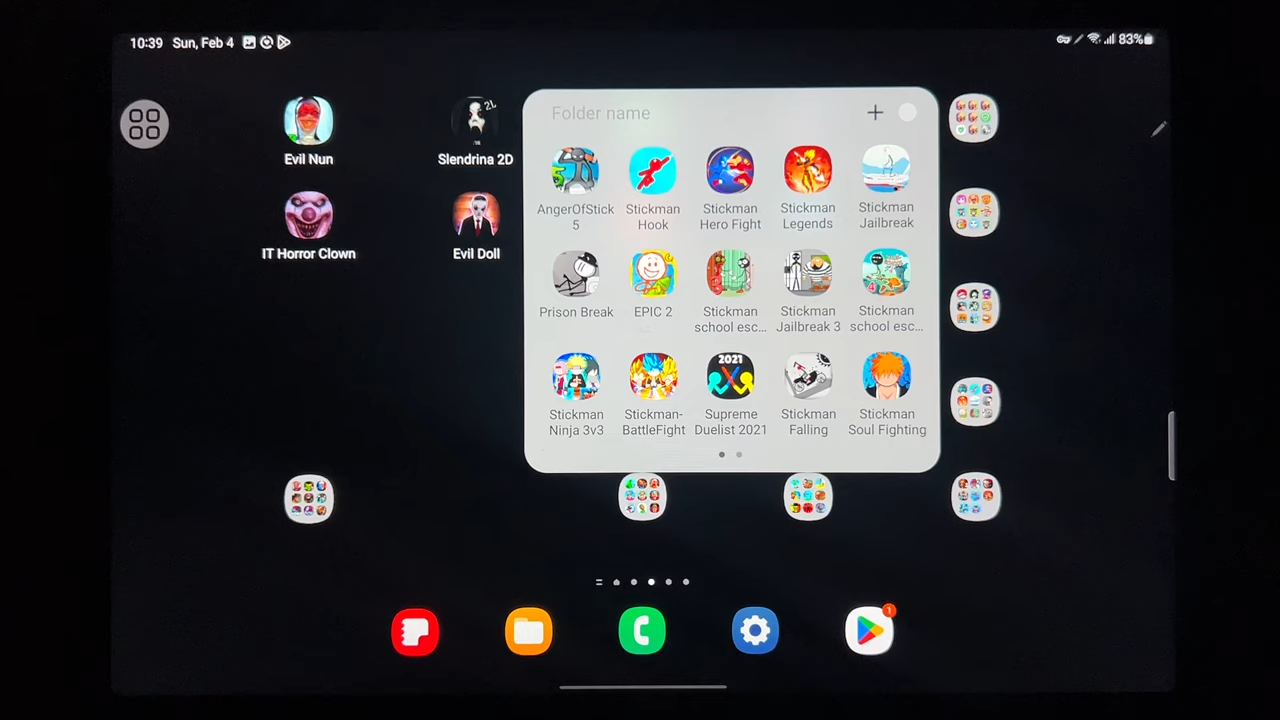 10:39 Sun, Feb 4
83%
Evil Nun
Slendrina 2D
IT Horror Clown
Evil Doll
Folder name
AngerOfStick
5
Stickman
Hook
Stickman
Hero Fight
Stickman
Legends
Stickman
Jailbreak
Prison Break
EPIC 2
Stickman
school esc...
Stickman
Jailbreak 3
Stickman
school esc...
2021
Stickman
Ninja 3v3
Stickman-
BattleFight
Supreme
Duelist 2021
Stickman
Falling
Stickman
Soul Fighting
1